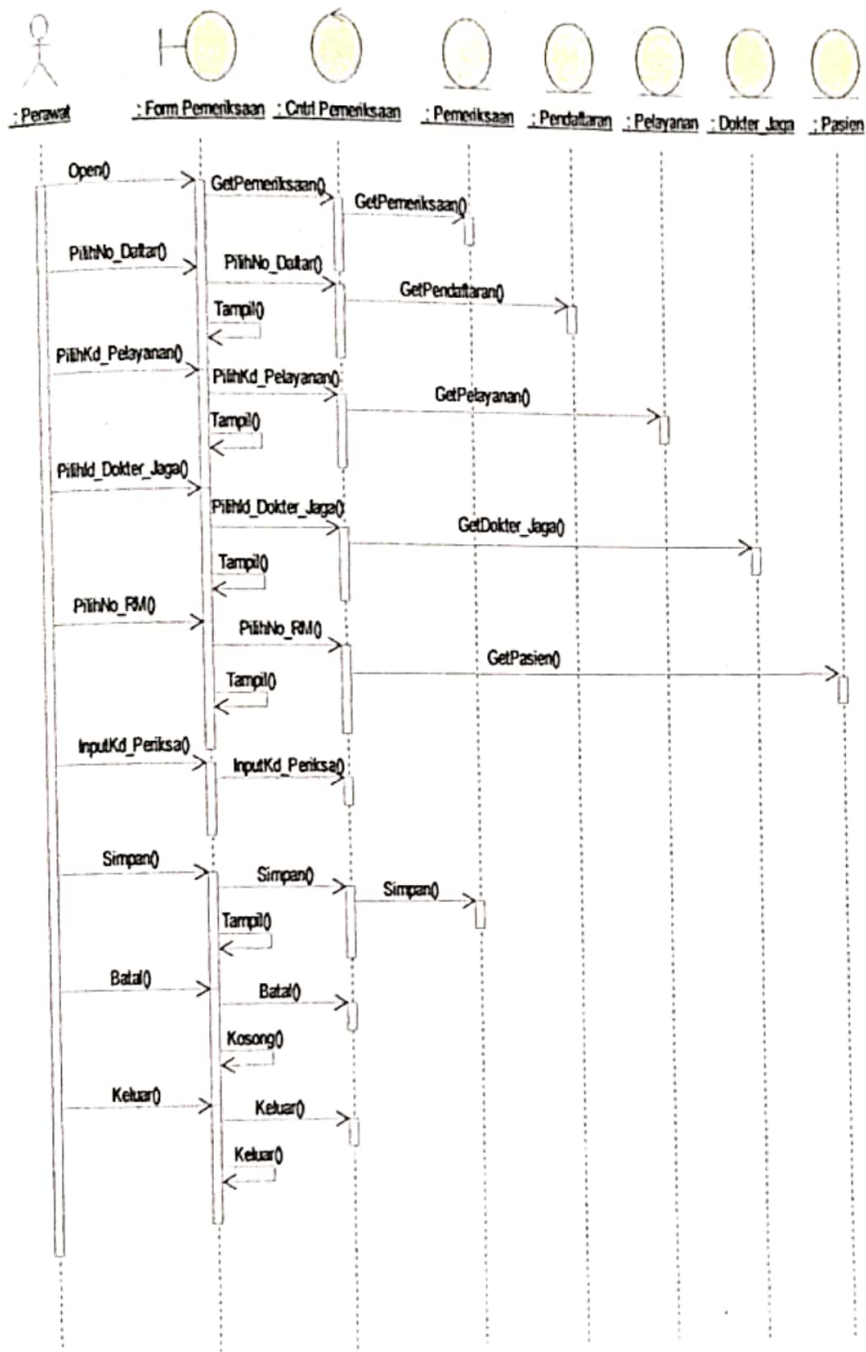 : Perawat
: Form Pemeriksaan
: Cntrl Pemeriksaan
: Pemeriksaan
: Pendaftaran
: Pelayanan
: Dokter_Jaga
: Pasien
Open()
GetPemeriksaan()
GetPemeriksaan()
PilihNo_Daftar()
PilihNo_Daftar()
GetPendaftaran()
Tampil()
PilihKd_Pelayanan()
PilihKd_Pelayanan()
GetPelayanan()
Tampil()
PilihId_Dokter_Jaga()
PilihId_Dokter_Jaga()
GetDokter_Jaga()
Tampil()
PilihNo_RM()
PilihNo_RM()
GetPasien()
Tampil()
InputKd_Periksa()
InputKd_Periksa()
Simpan()
Simpan()
Simpan()
Tampil()
Batal()
Batal()
Kosong()
Keluar()
Keluar()
Keluar()